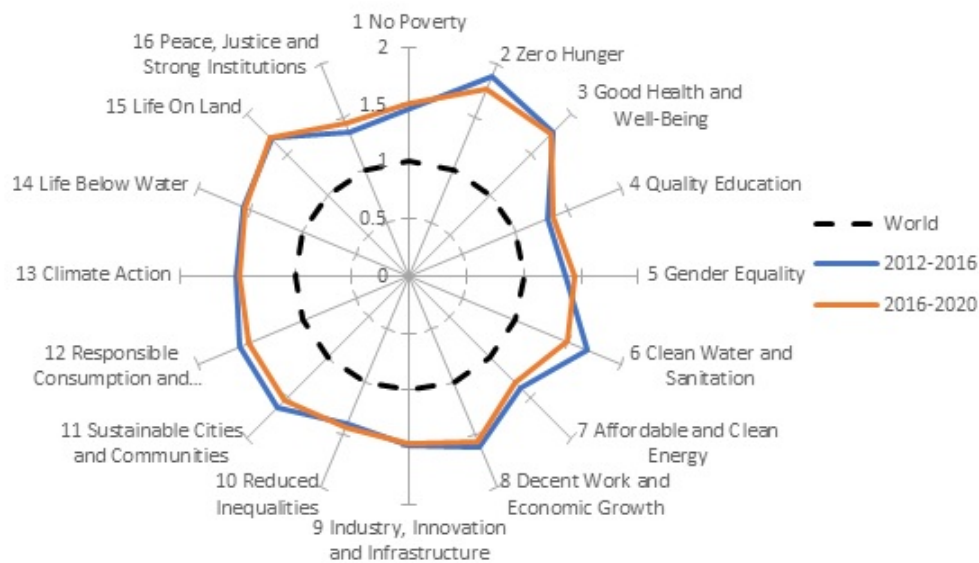 1 No Poverty
2
1.5
1
0.5
0
2 Zero Hunger
3 Good Health and
Well-Being
4 Quality Education
5 Gender Equality
6 Clean Water and
Sanitation
7 Affordable and Clean
Energy
8 Decent Work and
Economic Growth
9 Industry, Innovation
and Infrastructure
10 Reduced
Inequalities
11 Sustainable Cities
and Communities
12 Responsible
Consumption and...
13 Climate Action
14 Life Below Water
15 Life On Land
16 Peace, Justice and
Strong Institutions
World
2012-2016
2016-2020